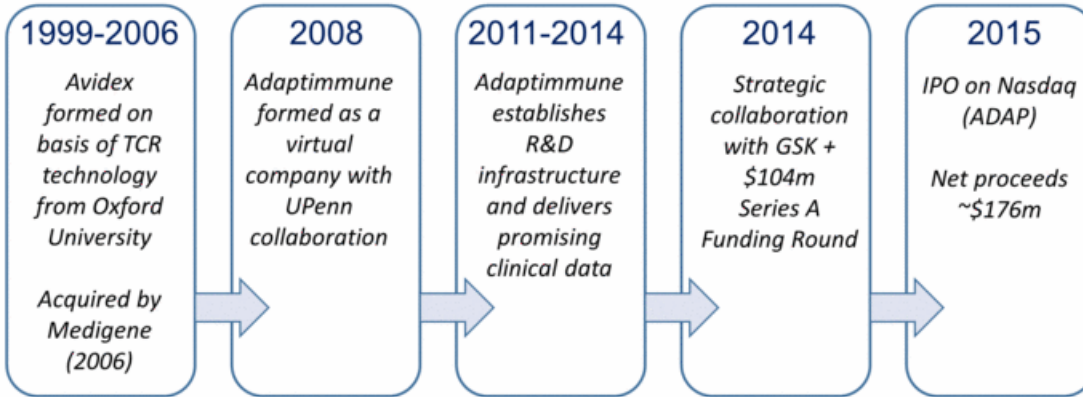 1999-2006
Avidex
formed on
basis of TCR
technology
from Oxford
University
Acquired by
Medigene
(2006)
2008
Adaptimmune
formed as a
virtual
company with
UPenn
collaboration
2011-2014
Adaptimmune
establishes
R&D
infrastructure
and delivers
promising
clinical data
2014
Strategic
collaboration
with GSK +
$104m
Series A
Funding Round
2015
IPO on Nasdaq
(ADAP)
Net proceeds
~$176m